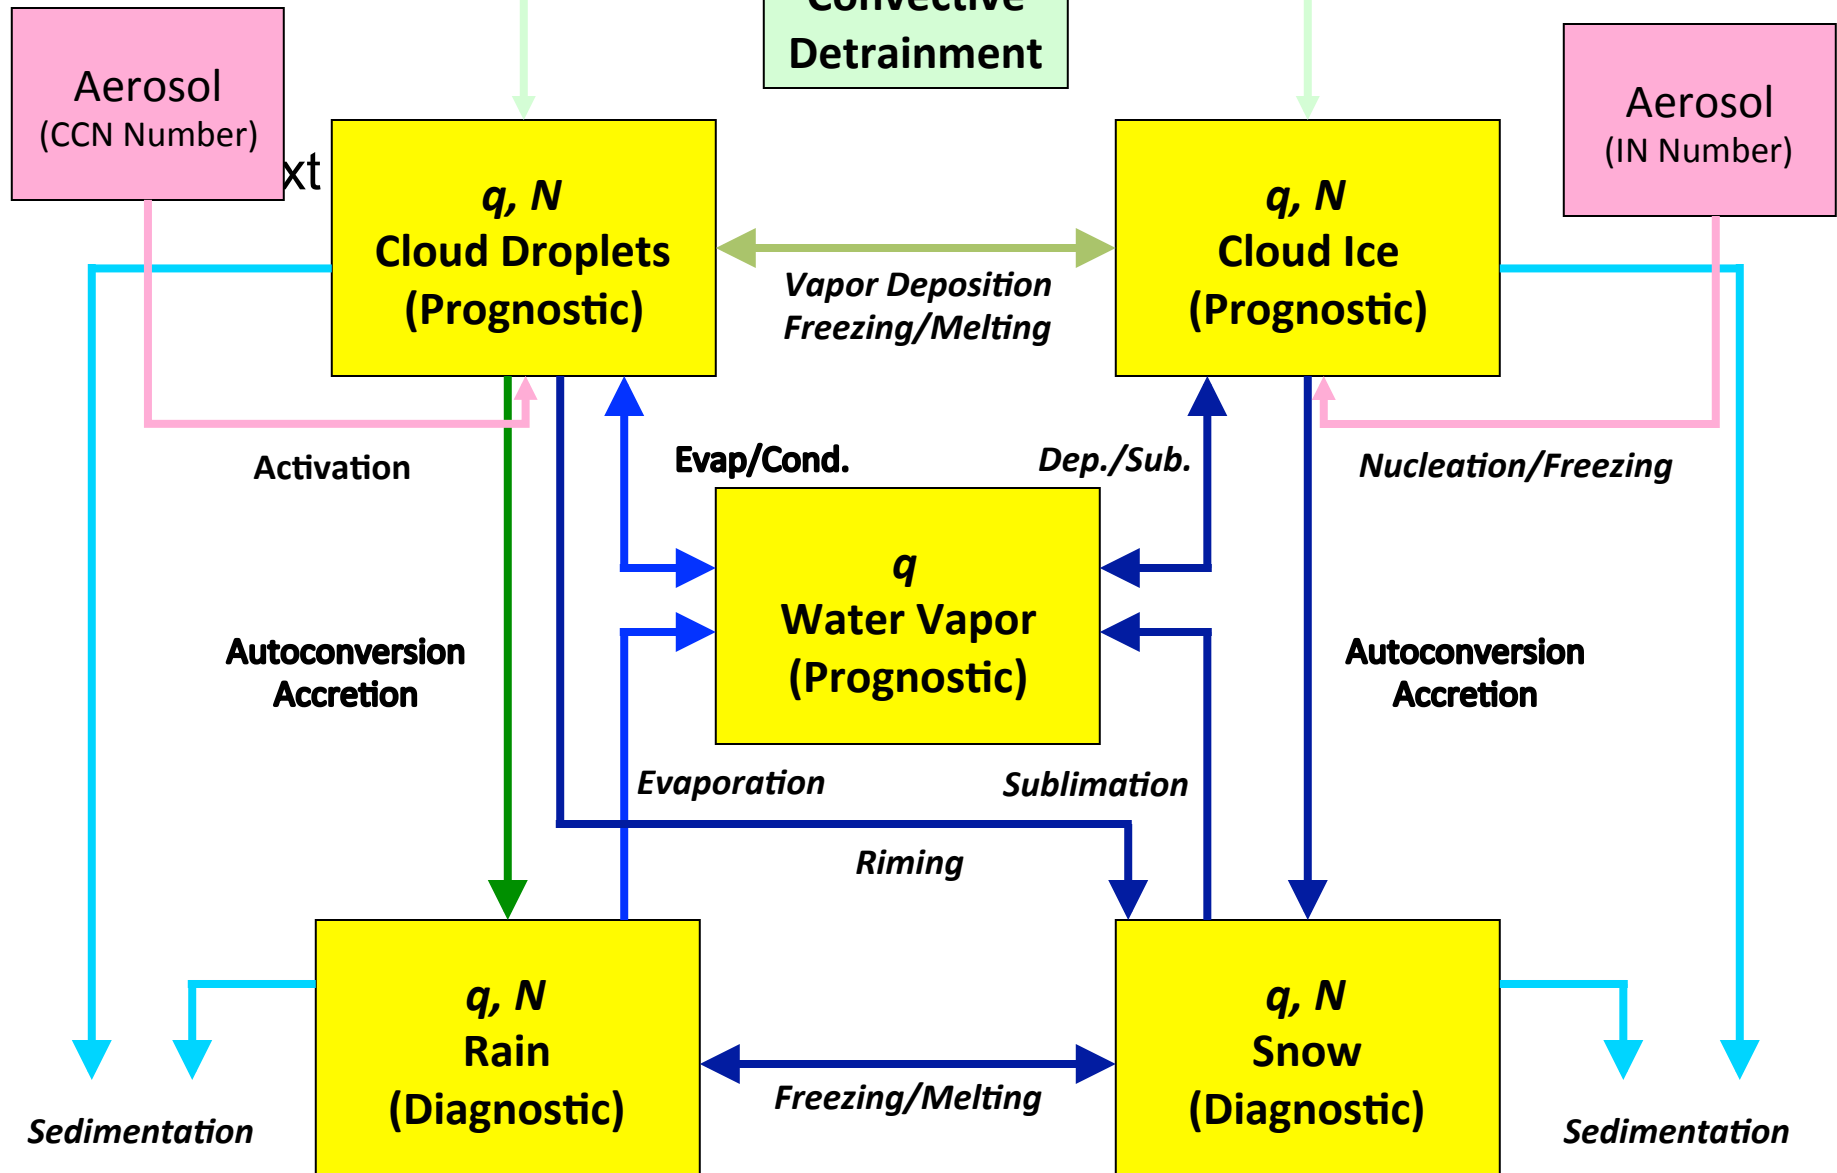 Convective
Detrainment
Aerosol
(CCN Number)
Aerosol
(IN Number)
xt
q, N
Cloud Droplets
(Prognostic)
q, N
Cloud Ice
(Prognostic)
Vapor Deposition
Freezing/Melting
Activation
Evap/Cond.
Dep./Sub.
Nucleation/Freezing
q
Water Vapor
(Prognostic)
Autoconversion
Accretion
Autoconversion
Accretion
Evaporation
Sublimation
Riming
q, N
Rain
(Diagnostic)
q, N
Snow
(Diagnostic)
Freezing/Melting
Sedimentation
Sedimentation